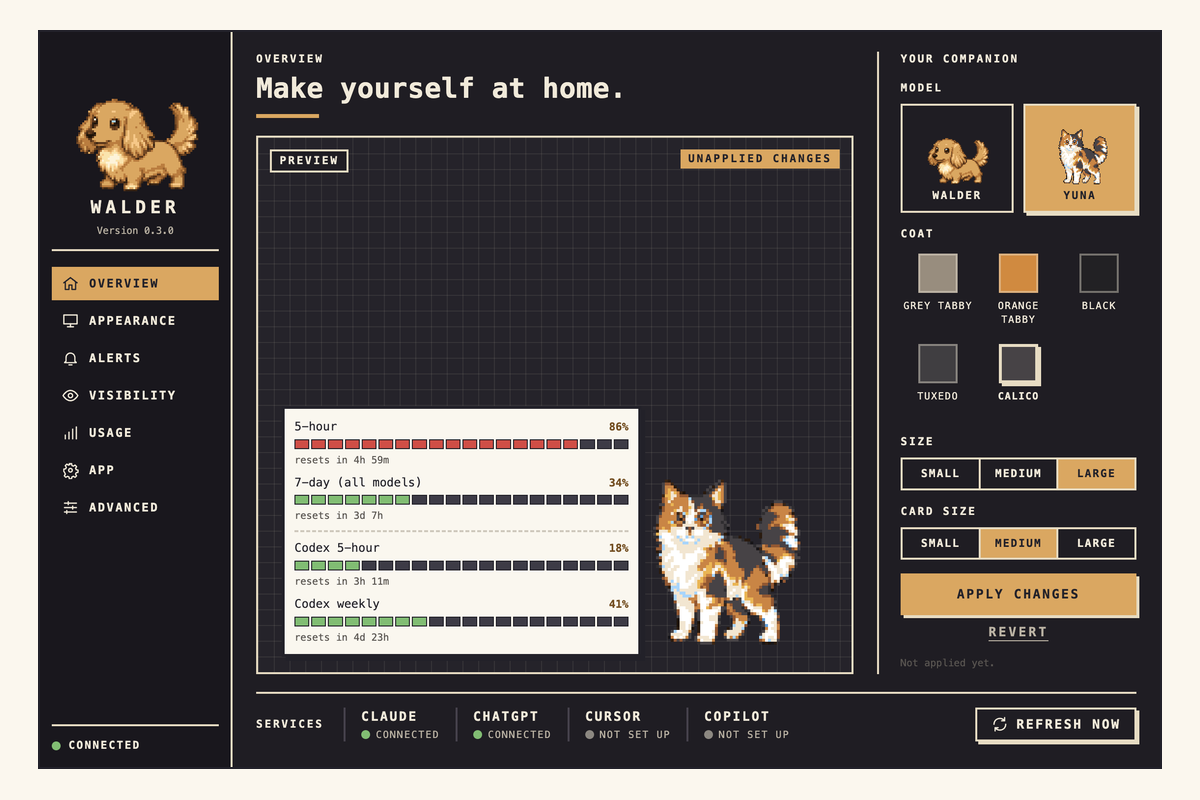 WALDER
Version 0.3.0
OVERVIEW
APPEARANCE
ALERTS
VISIBILITY
USAGE
APP
ADVANCED
CONNECTED
OVERVIEW
Make yourself at home.
PREVIEW
UNAPPLIED CHANGES
5-hour 86%
resets in 4h 59m
7-day (all models) 34%
resets in 3d 7h
Codex 5-hour 18%
resets in 3h 11m
Codex weekly 41%
resets in 4d 23h
YOUR COMPANION
MODEL
WALDER YUNA
COAT
GREY TABBY
ORANGE
TABBY
BLACK
TUXEDO
CALICO
SIZE
SMALL MEDIUM LARGE
CARD SIZE
SMALL MEDIUM LARGE
APPLY CHANGES
REVERT
Not applied yet.
SERVICES
CLAUDE
CONNECTED
CHATGPT
CONNECTED
CURSOR
NOT SET UP
COPILOT
NOT SET UP
REFRESH NOW